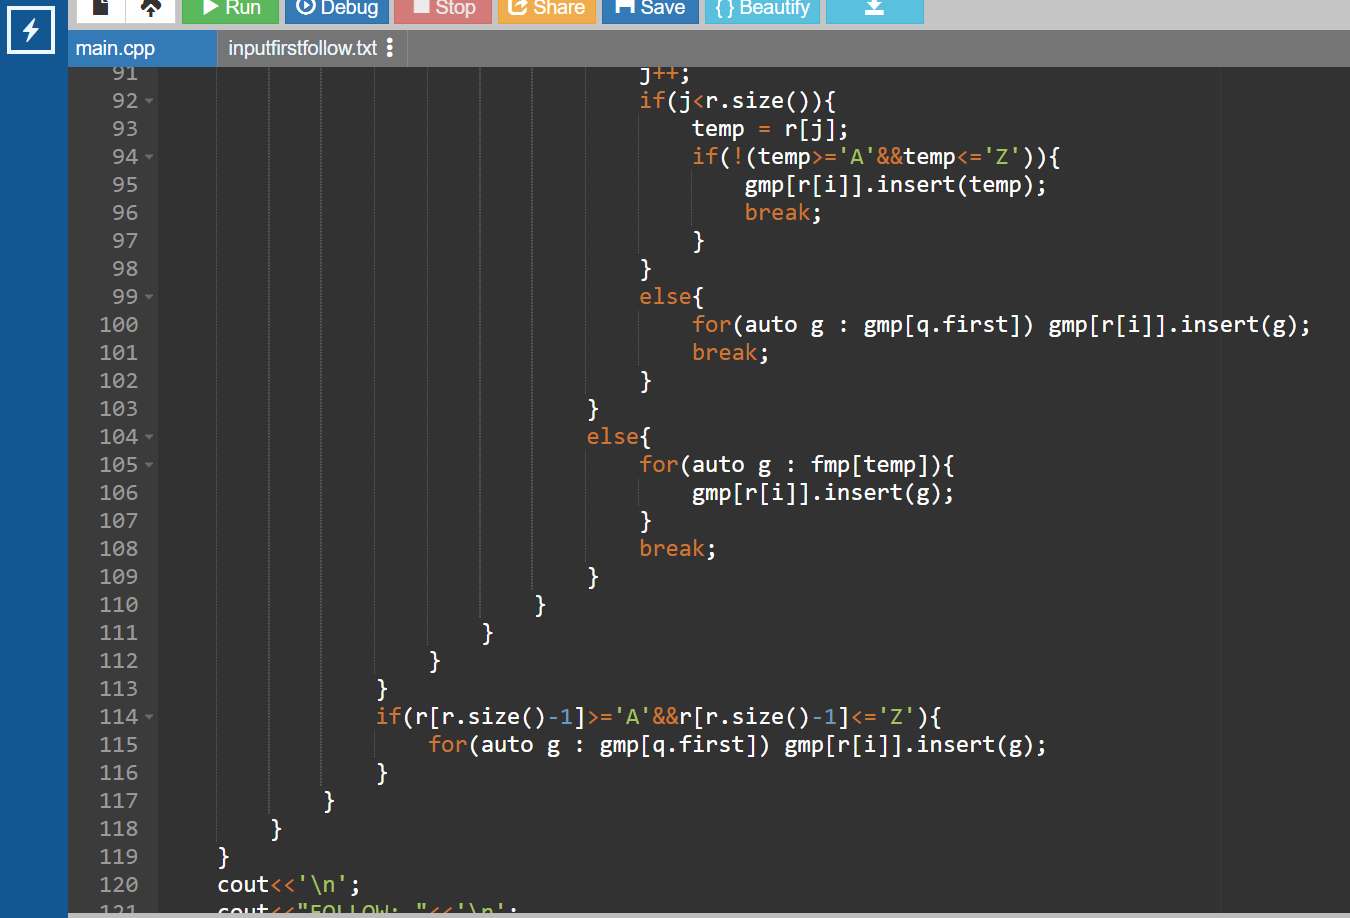 Run Debug Stop Share Save { } Beautify
main.cpp inputfirstfollow.txt
91 j++;
92 if(j<r.size()){
93 temp = r[j];
94 if(!(temp>='A'&&temp<='Z')){
95 gmp[r[i]].insert(temp);
96 break;
97 }
98 }
99 else{
100 for(auto g : gmp[q.first]) gmp[r[i]].insert(g);
101 break;
102 }
103 }
104 else{
105 for(auto g : fmp[temp]){
106 gmp[r[i]].insert(g);
107 }
108 break;
109 }
110 }
111 }
112 }
113 }
114 if(r[r.size()-1]>='A'&&r[r.size()-1]<='Z'){
115 for(auto g : gmp[q.first]) gmp[r[i]].insert(g);
116 }
117 }
118 }
119 }
120 cout<<'\n';
121 cout<<"FOLLOW: "<<'\n';